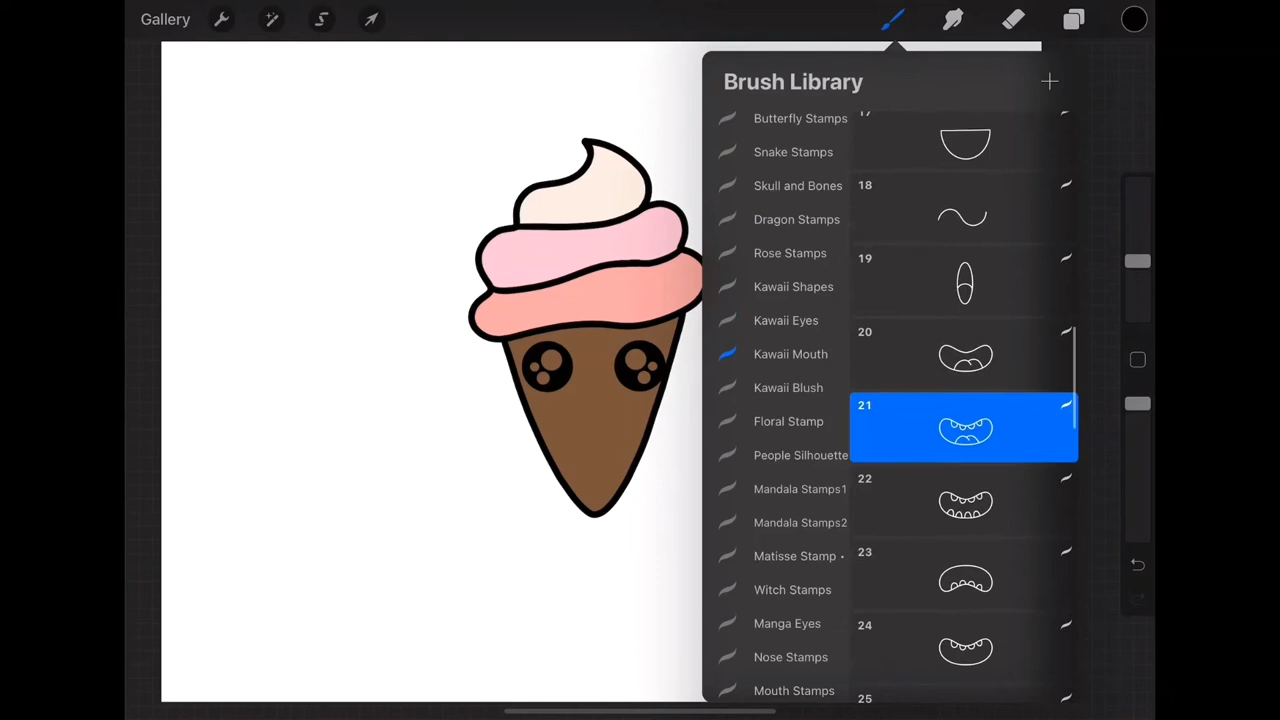 Gallery
Brush Library
Butterfly Stamps
Snake Stamps
Skull and Bones
Dragon Stamps
Rose Stamps
Kawaii Shapes
Kawaii Eyes
Kawaii Mouth
Kawaii Blush
Floral Stamp
People Silhouette
Mandala Stamps1
Mandala Stamps2
Matisse Stamp •
Witch Stamps
Manga Eyes
Nose Stamps
Mouth Stamps
17
18
19
20
21
22
23
24
25